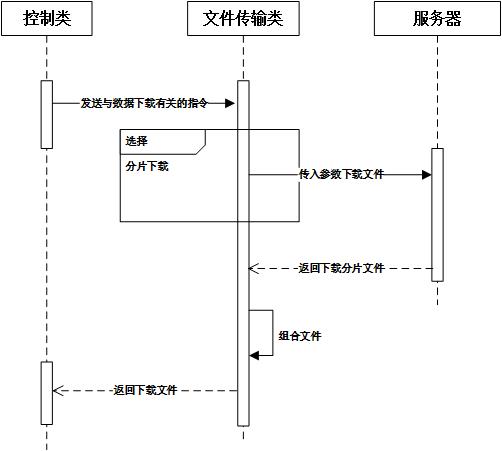 控制类
文件传输类
服务器
发送与数据下载有关的指令
选择
分片下载
传入参数下载文件
返回下载分片文件
组合文件
返回下载文件